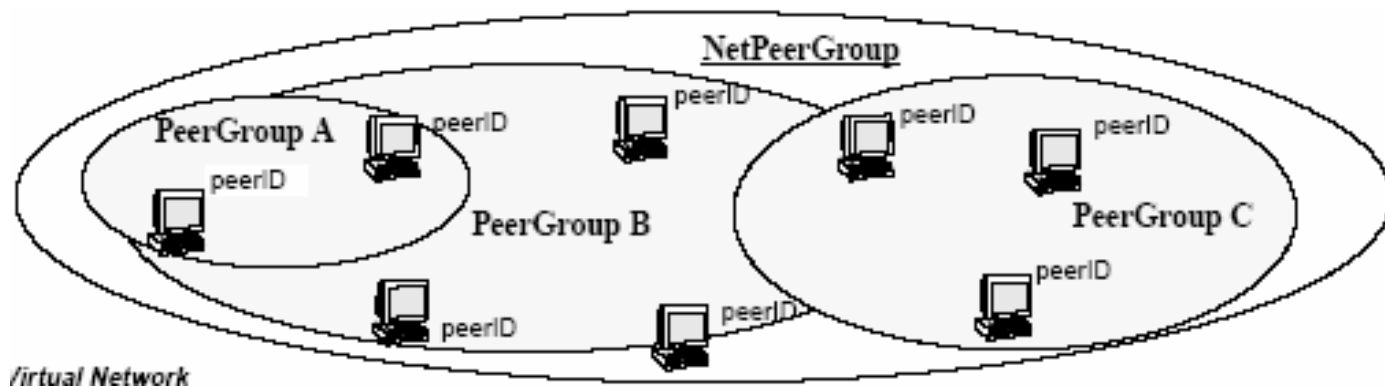 NetPeerGroup
peerID
peerID
peerID
peerID
PeerGroup A
peerID
PeerGroup B
PeerGroup C
peerID
peerID
peerID
/irtual Network